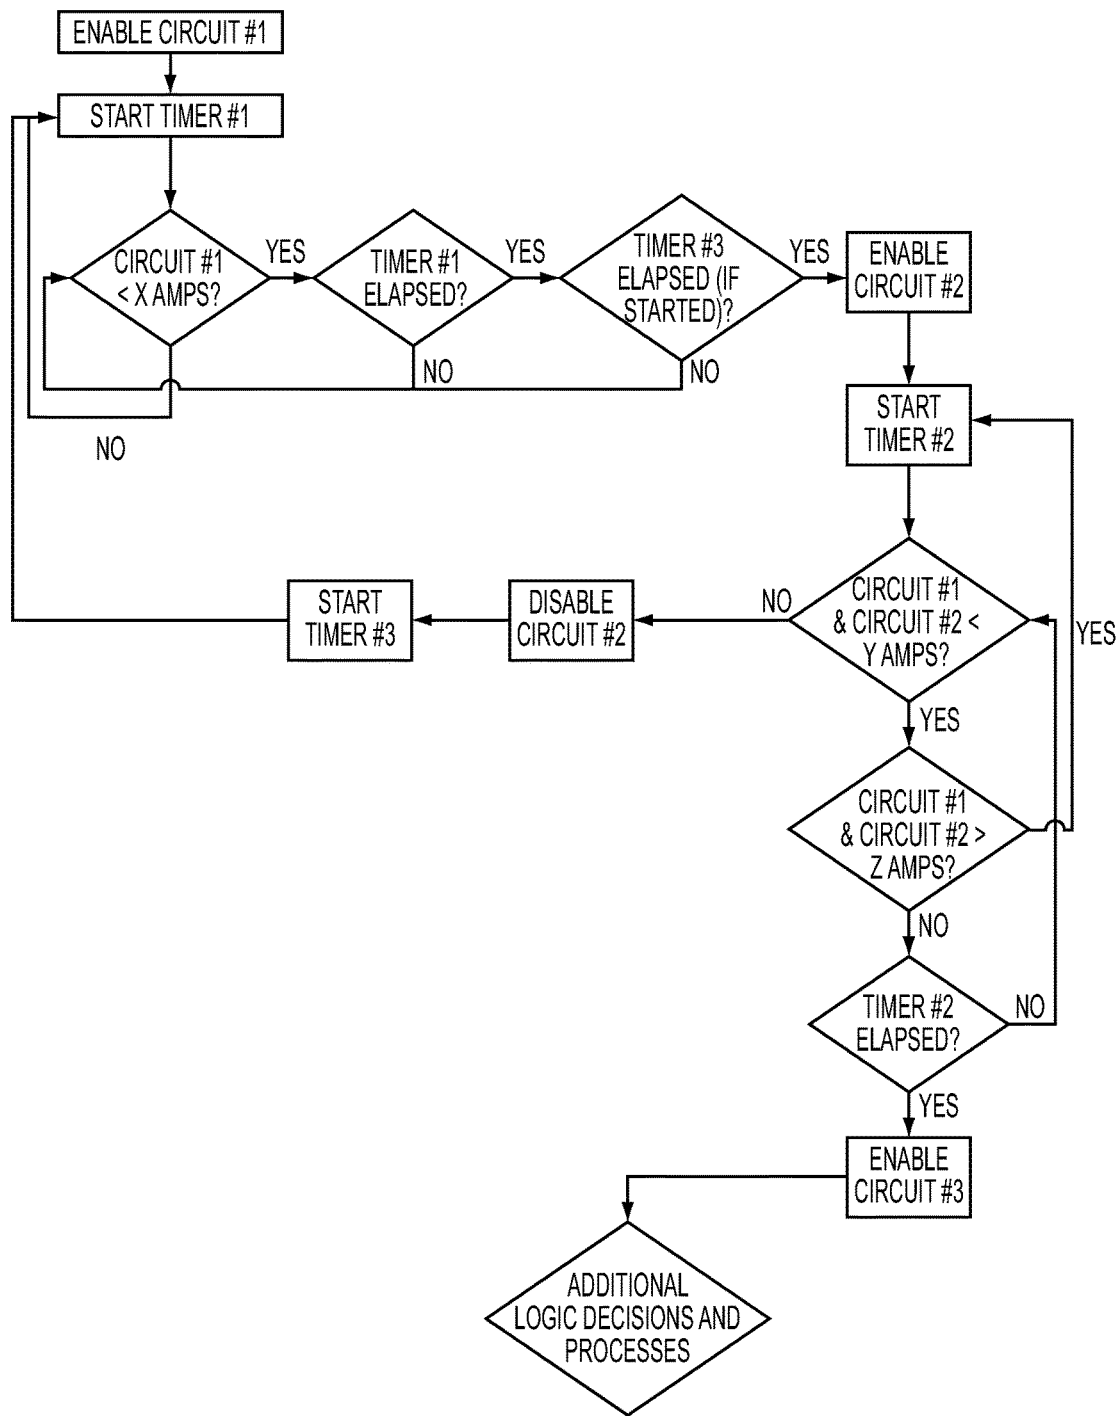 ENABLE CIRCUIT #1
START TIMER #1
CIRCUIT #1
< X AMPS?
YES
TIMER #1
ELAPSED?
YES
TIMER #3
ELAPSED (IF
STARTED)?
YES
ENABLE
CIRCUIT #2
NO
NO
NO
START
TIMER #2
CIRCUIT #1
& CIRCUIT #2 <
Y AMPS?
NO
DISABLE
CIRCUIT #2
START
TIMER #3
YES
YES
CIRCUIT #1
& CIRCUIT #2 >
Z AMPS?
NO
TIMER #2
ELAPSED?
NO
YES
ENABLE
CIRCUIT #3
ADDITIONAL
LOGIC DECISIONS AND
PROCESSES